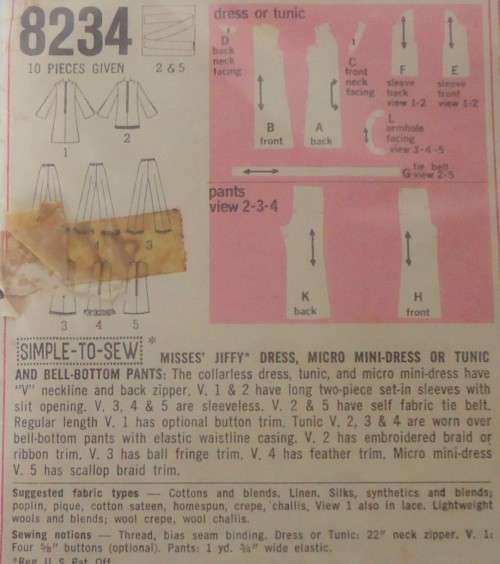 8234
10 PIECES GIVEN
2 & 5
1
2
4
3
3
4
5
dress or tunic
D
back
neck
facing
C
front
neck
facing
F
sleeve
back
view 1-2
E
sleeve
front
view 1-2
B
front
A
back
L
armhole
facing
view 3-4-5
G tie belt
view 2-5
pants
view 2-3-4
K
back
H
front
SIMPLE-TO-SEW * MISSES' JIFFY* DRESS, MICRO MINI-DRESS OR TUNIC
AND BELL-BOTTOM PANTS: The collarless dress, tunic, and micro mini-dress have
"V" neckline and back zipper. V. 1 & 2 have long two-piece set-in sleeves with
slit opening. V. 3, 4 & 5 are sleeveless. V. 2 & 5 have self fabric tie belt.
Regular length V. 1 has optional button trim. Tunic V. 2, 3 & 4 are worn over
bell-bottom pants with elastic waistline casing. V. 2 has embroidered braid or
ribbon trim. V. 3 has ball fringe trim. V. 4 has feather trim. Micro mini-dress
V. 5 has scallop braid trim.
Suggested fabric types — Cottons and blends. Linen. Silks, synthetics and blends;
poplin, pique, cotton sateen, homespun, crepe, challis. View 1 also in lace. Lightweight
wools and blends; wool crepe, wool challis.
Sewing notions — Thread, bias seam binding. Dress or Tunic: 22" neck zipper. V. 1:
Four ⅝" buttons (optional). Pants: 1 yd. ¾" wide elastic.
*Reg. U.S. Pat. Off.